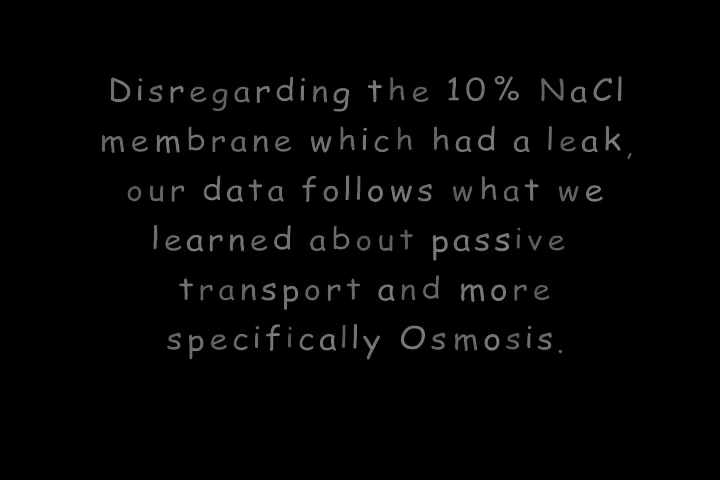 Disregarding the 10% NaCl
membrane which had a leak,
our data follows what we
learned about passive
transport and more
specifically Osmosis.